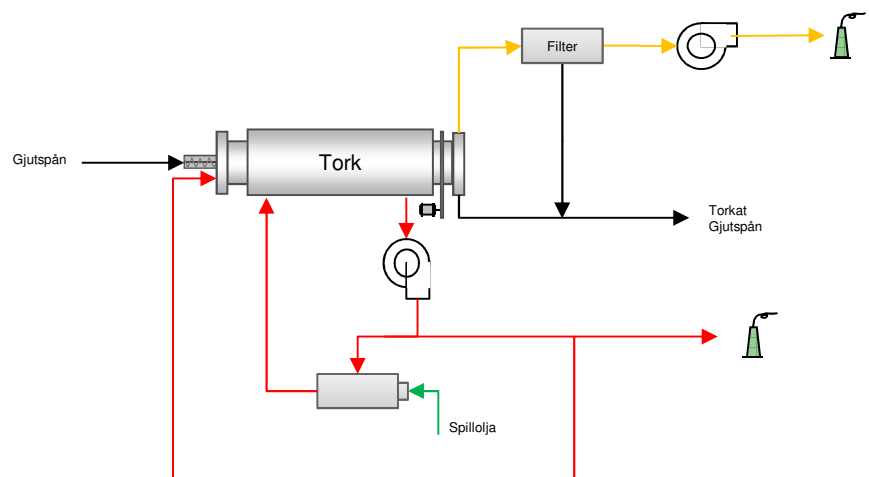 Filter
Gjutspån
Tork
Torkat
Gjutspån
Spillolja